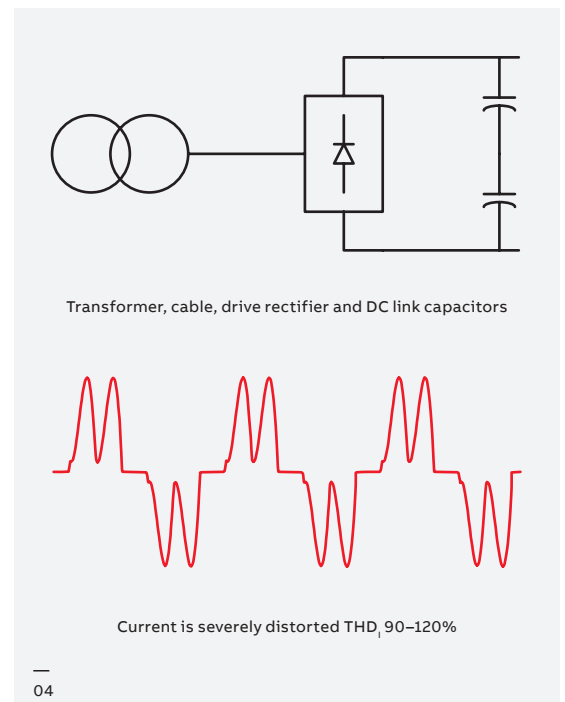 Transformer, cable, drive rectifier and DC link capacitors
Current is severely distorted THDI 90–120%
—
04